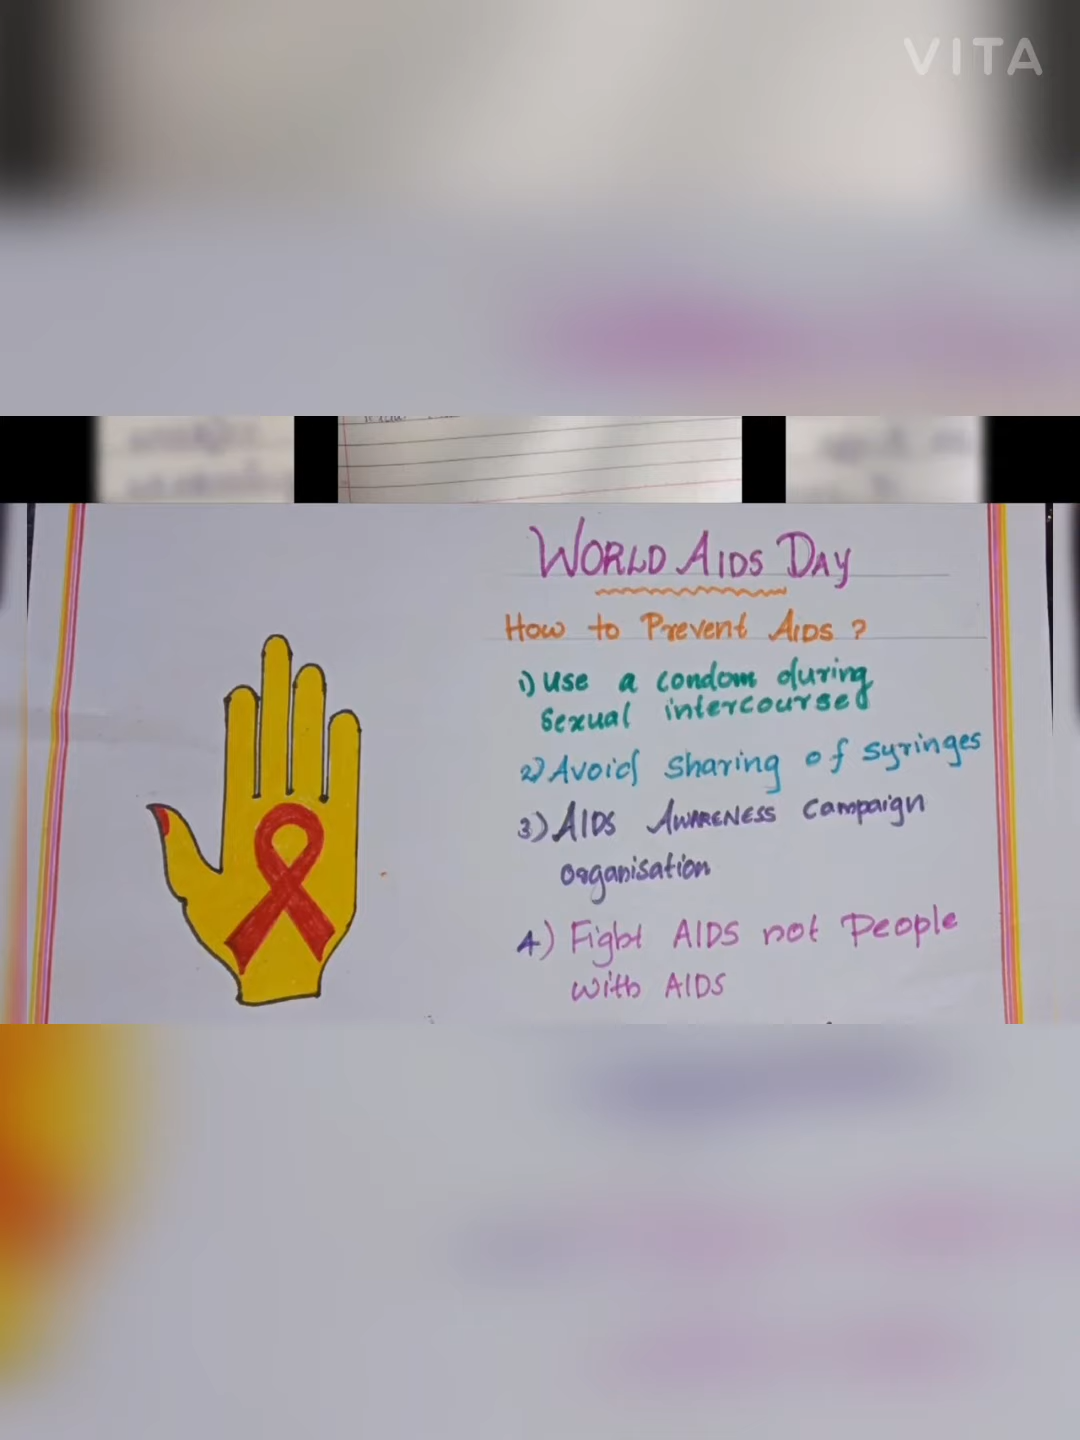 VITA
WORLD AIDS DAY
How to Prevent AIDS ?
1) Use a condom during
sexual intercourse
2) Avoid sharing of syringes
3) AIDS AWARENESS Campaign
organisation
4) Fight AIDS not People
with AIDS